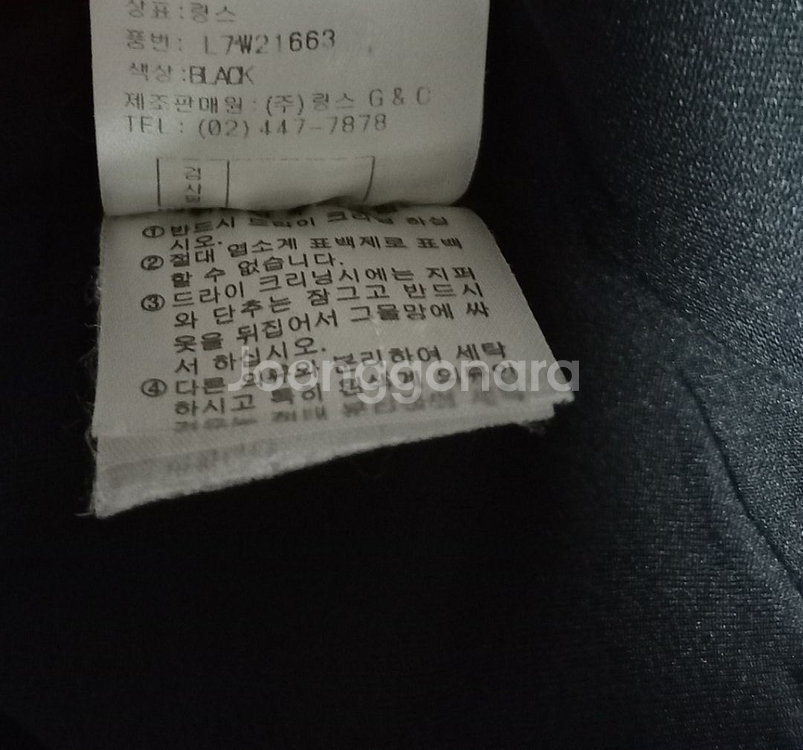 상표:링스
품번: L7W21663
색상:BLACK
제조판매원:(주)링스 G & C
TEL: (02)447-7878
검
①반드시 드라이 크리닝 하십
시오.
②절대 염소계 표백제로 표백
할 수 없습니다.
③드라이 크리닝시에는 지퍼
와 단추는 잠그고 반드시
옷을 뒤집어서 그물망에 싸
서 하십시오.
④다른 의류와 분리하여 세탁
하시고 특히
Joonggonara